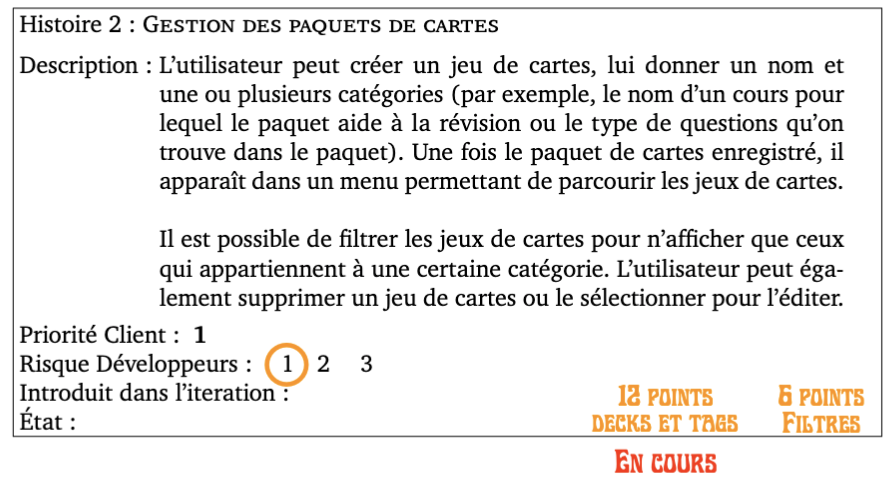 Histoire 2 : GESTION DES PAQUETS DE CARTES
Description : L'utilisateur peut créer un jeu de cartes, lui donner un nom et
une ou plusieurs catégories (par exemple, le nom d'un cours pour
lequel le paquet aide à la révision ou le type de questions qu'on
trouve dans le paquet). Une fois le paquet de cartes enregistré, il
apparaît dans un menu permettant de parcourir les jeux de cartes.
Il est possible de filtrer les jeux de cartes pour n'afficher que ceux
qui appartiennent à une certaine catégorie. L'utilisateur peut éga-
lement supprimer un jeu de cartes ou le sélectionner pour l'éditer.
Priorité Client : 1
Risque Développeurs : 1 2 3
Introduit dans l'iteration :
État :
12 POINTS
DECKS ET TAGS
6 POINTS
FILTRES
EN COURS